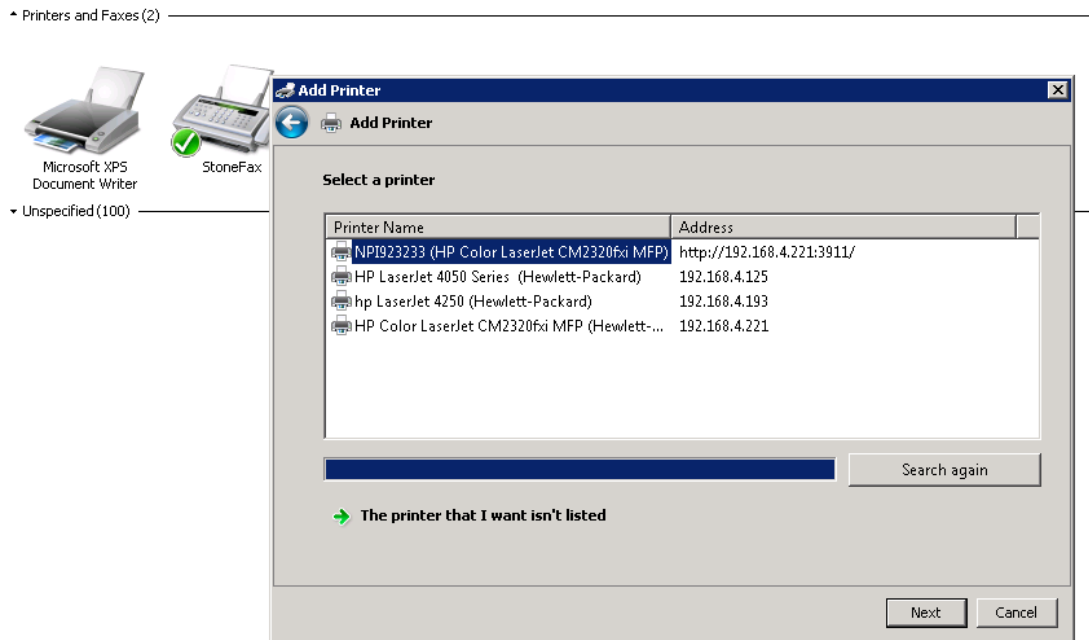 Printers and Faxes (2)
Microsoft XPS
Document Writer
StoneFax
Unspecified (100)
Add Printer
Add Printer
Select a printer
Printer Name Address
NPI923233 (HP Color LaserJet CM2320fxi MFP) http://192.168.4.221:3911/
HP LaserJet 4050 Series  (Hewlett-Packard) 192.168.4.125
hp LaserJet 4250 (Hewlett-Packard) 192.168.4.193
HP Color LaserJet CM2320fxi MFP (Hewlett-... 192.168.4.221
Search again
The printer that I want isn't listed
Next Cancel